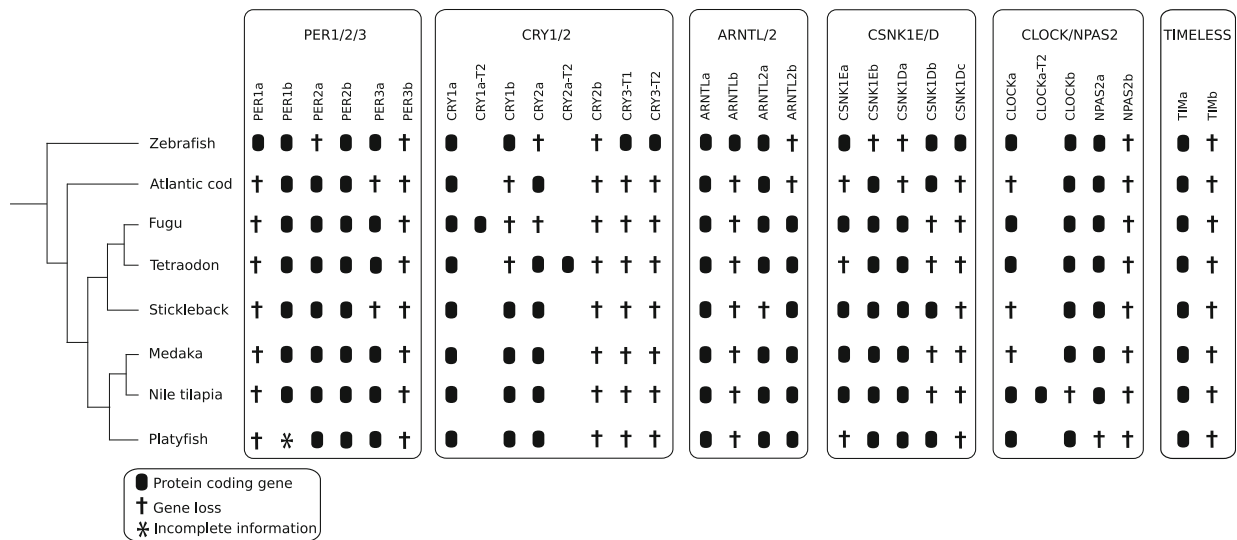 PER1/2/3 CRY1/2 ARNTL/2 CSNK1E/D CLOCK/NPAS2 TIMELESS
PER1a PER1b PER2a PER2b PER3a PER3b CRY1a CRY1a-T2 CRY1b CRY2a CRY2a-T2 CRY2b CRY3-T1 CRY3-T2 ARNTLa ARNTLb ARNTL2a ARNTL2b CSNK1Ea CSNK1Eb CSNK1Da CSNK1Db CSNK1Dc CLOCKa CLOCKa-T2 CLOCKb NPAS2a NPAS2b TIMa TIMb
Zebrafish
Atlantic cod
Fugu
Tetraodon
Stickleback
Medaka
Nile tilapia
Platyfish
Protein coding gene
Gene loss
Incomplete information